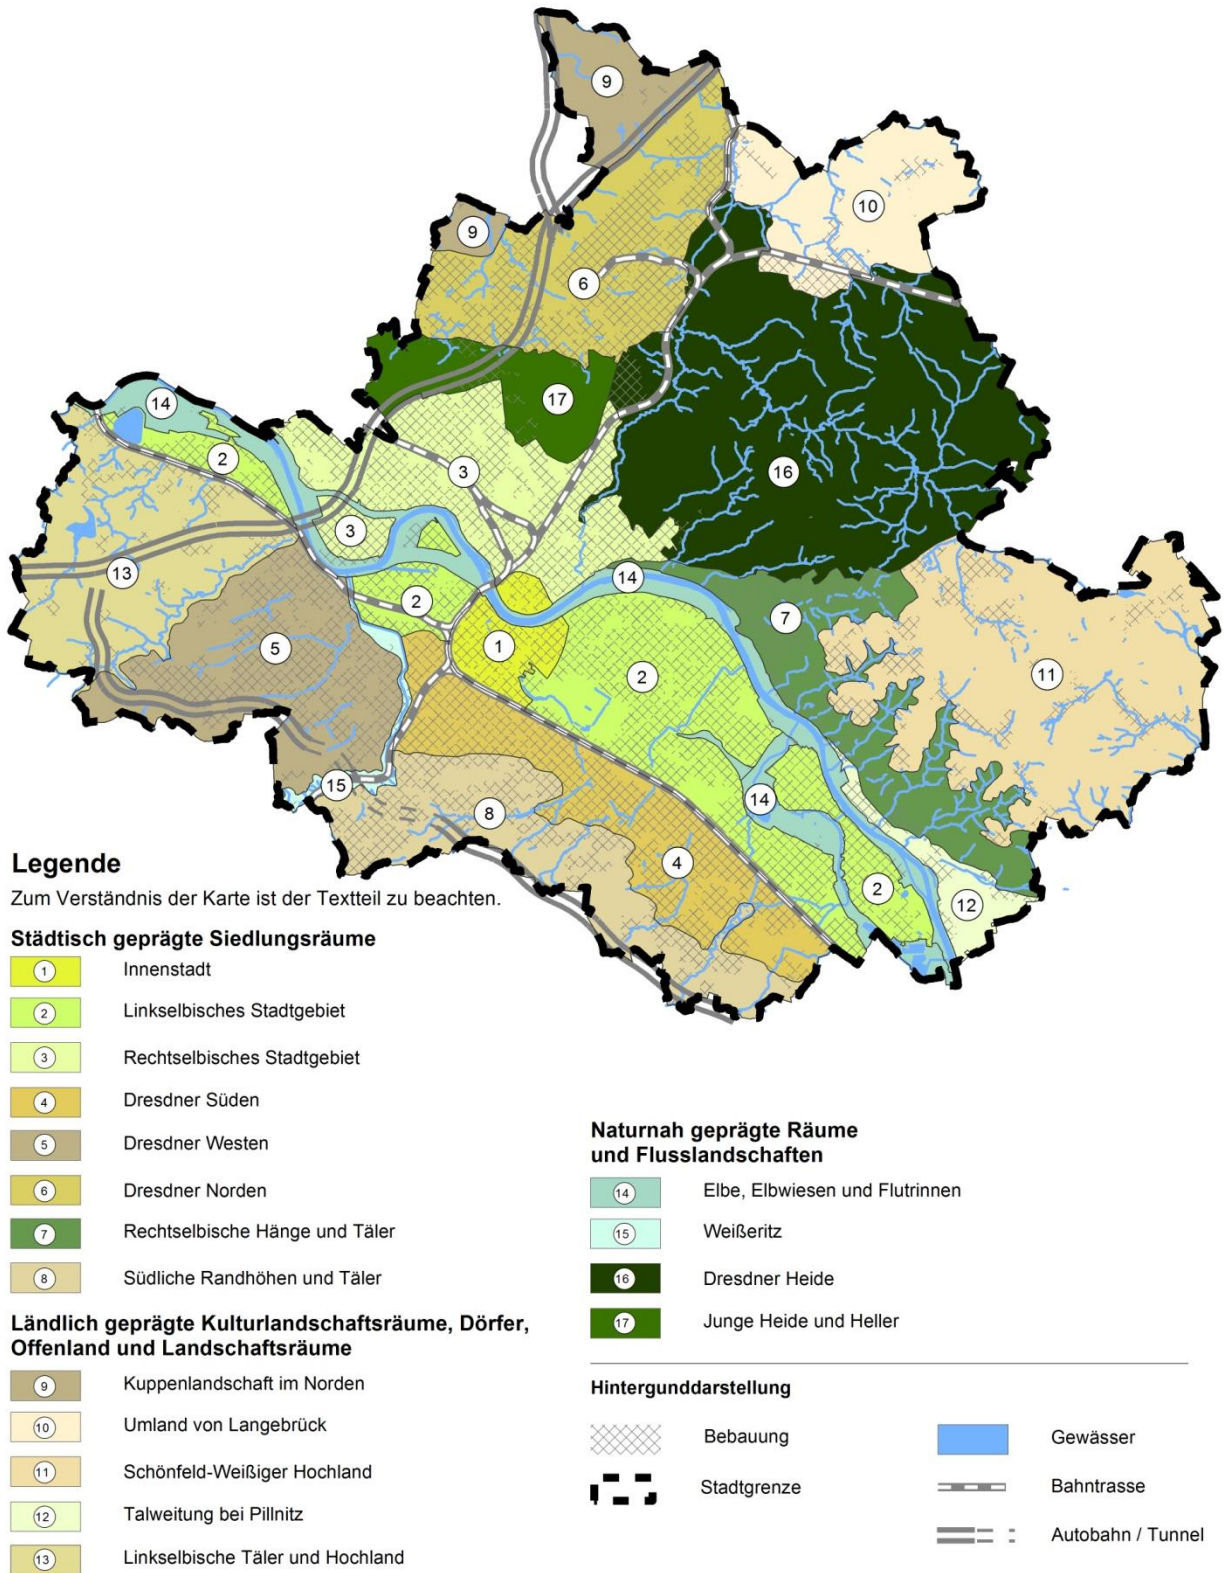 9
10
9
6
17
14
2
3
16
3
13
14
7
2
1
5
2
11
15
14
8
4
2
12
Legende
Zum Verständnis der Karte ist der Textteil zu beachten.
Städtisch geprägte Siedlungsräume
1 Innenstadt
2 Linkselbisches Stadtgebiet
3 Rechtselbisches Stadtgebiet
4 Dresdner Süden
5 Dresdner Westen
6 Dresdner Norden
7 Rechtselbische Hänge und Täler
8 Südliche Randhöhen und Täler
Ländlich geprägte Kulturlandschaftsräume, Dörfer,
Offenland und Landschaftsräume
9 Kuppenlandschaft im Norden
10 Umland von Langebrück
11 Schönfeld-Weißiger Hochland
12 Talweitung bei Pillnitz
13 Linkselbische Täler und Hochland
Naturnah geprägte Räume
und Flusslandschaften
14 Elbe, Elbwiesen und Flutrinnen
15 Weißeritz
16 Dresdner Heide
17 Junge Heide und Heller
Hintergunddarstellung
Bebauung
Stadtgrenze
Gewässer
Bahntrasse
Autobahn / Tunnel